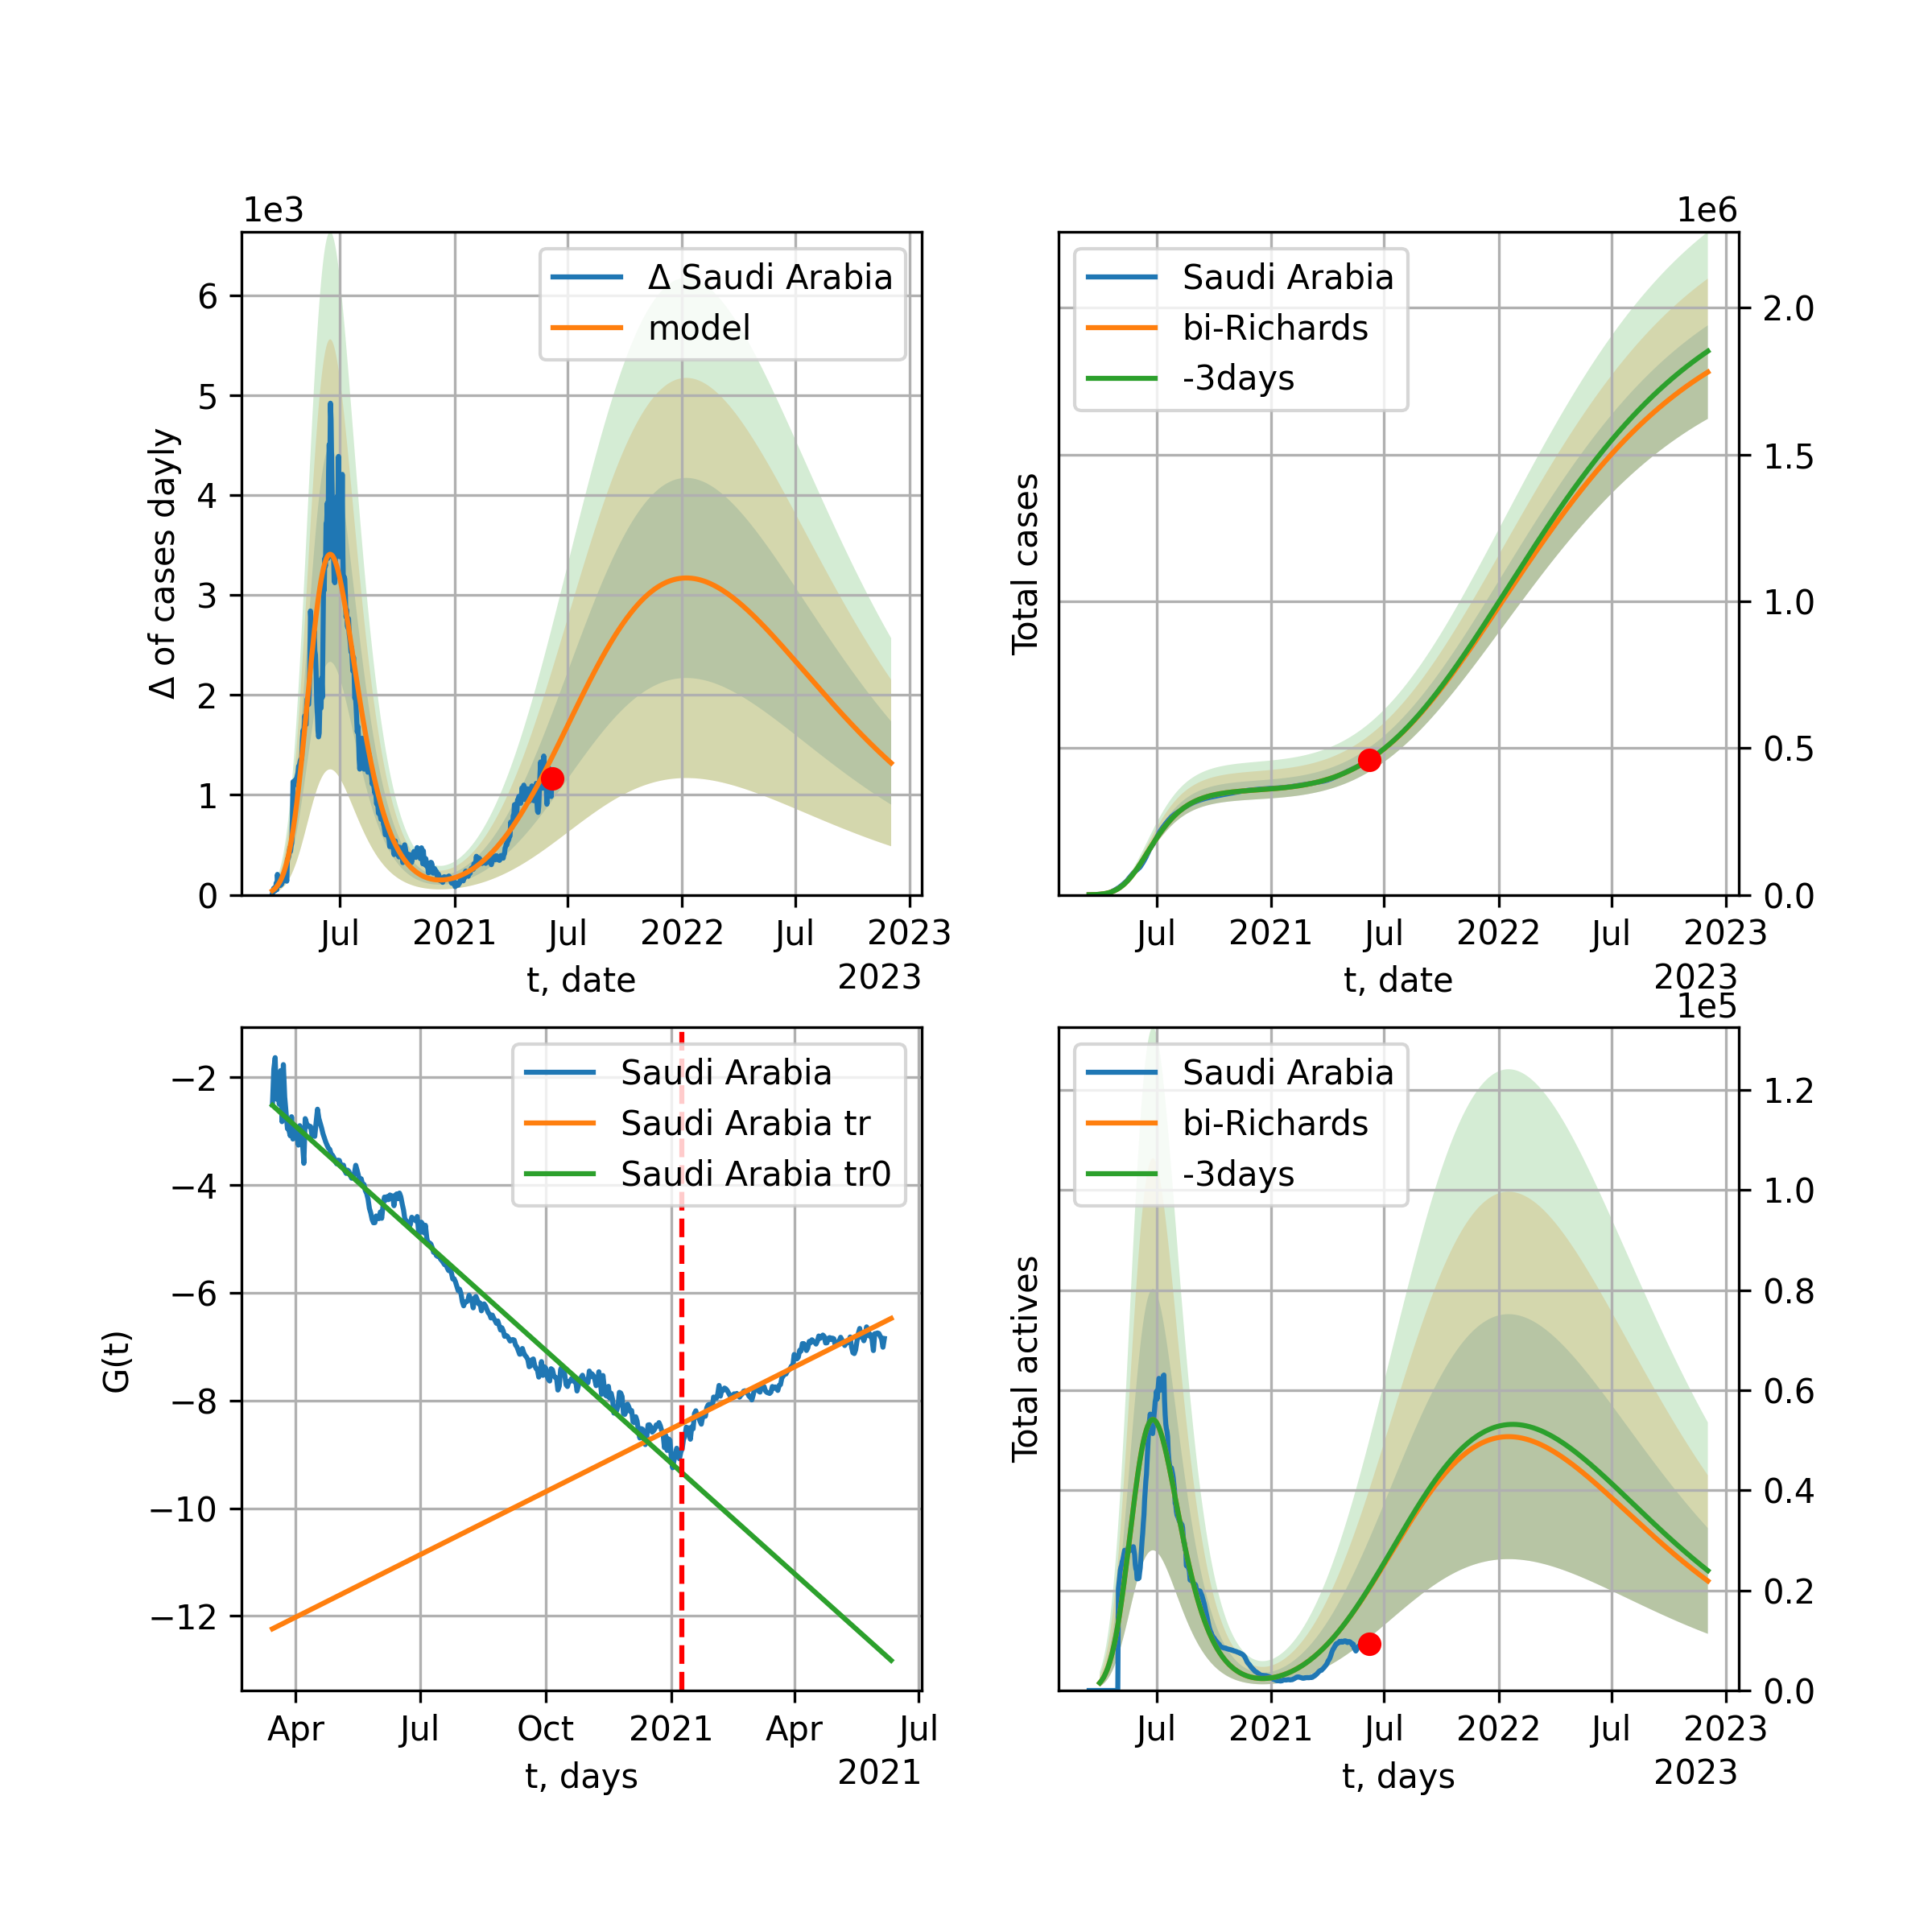 1e3
Δ of cases dayly
6
5
4
3
2
1
0
Δ Saudi Arabia
model
Jul 2021 Jul 2022 Jul 2023
t, date 2023
1e6
Total cases
Saudi Arabia
bi-Richards
-3days
2.0
1.5
1.0
0.5
0.0
Jul 2021 Jul 2022 Jul 2023
t, date 2023
G(t)
−2
−4
−6
−8
−10
−12
Saudi Arabia
Saudi Arabia tr
Saudi Arabia tr0
Apr Jul Oct 2021 Apr Jul
t, days 2021
1e5
Total actives
Saudi Arabia
bi-Richards
-3days
1.2
1.0
0.8
0.6
0.4
0.2
0.0
Jul 2021 Jul 2022 Jul 2023
t, days 2023